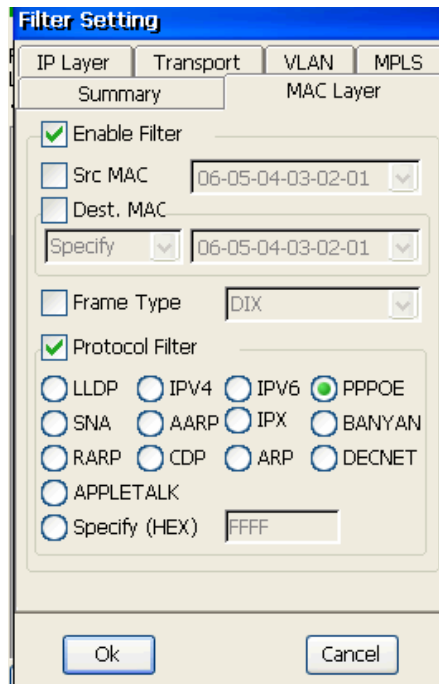 Filter Setting
IP Layer Transport VLAN MPLS
Summary MAC Layer
Enable Filter
Src MAC 06-05-04-03-02-01
Dest. MAC
Specify 06-05-04-03-02-01
Frame Type DIX
Protocol Filter
LLDP IPV4 IPV6 PPPOE
SNA AARP IPX BANYAN
RARP CDP ARP DECNET
APPLETALK
Specify (HEX) FFFF
Ok Cancel